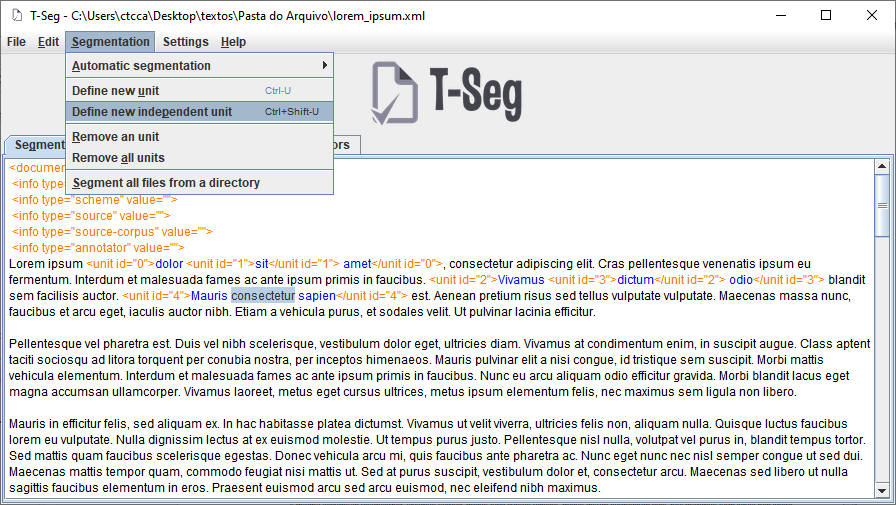 T-Seg - C:\Users\ctcca\Desktop\textos\Pasta do Arquivo\lorem_ipsum.xml
File Edit Segmentation Settings Help
Automatic segmentation
Define new unit Ctrl-U
Define new independent unit Ctrl+Shift-U
Remove an unit
Remove all units
Segment all files from a directory
T-Seg
<info type="scheme" value="">
<info type="source" value="">
<info type="source-corpus" value="">
<info type="annotator" value="">
Lorem ipsum <unit id="0">dolor <unit id="1">sit</unit id="1"> amet</unit id="0">, consectetur adipiscing elit. Cras pellentesque venenatis ipsum eu
fermentum. Interdum et malesuada fames ac ante ipsum primis in faucibus. <unit id="2">Vivamus <unit id="3">dictum</unit id="2"> odio</unit id="3"> blandit
sem facilisis auctor. <unit id="4">Mauris consectetur sapien</unit id="4"> est. Aenean pretium risus sed tellus vulputate vulputate. Maecenas massa nunc,
faucibus et arcu eget, iaculis auctor nibh. Etiam a vehicula purus, et sodales velit. Ut pulvinar lacinia efficitur.
Pellentesque vel pharetra est. Duis vel nibh scelerisque, vestibulum dolor eget, ultricies diam. Vivamus at condimentum enim, in suscipit augue. Class aptent
taciti sociosqu ad litora torquent per conubia nostra, per inceptos himenaeos. Mauris pulvinar elit a nisi congue, id tristique sem suscipit. Morbi mattis
vehicula elementum. Interdum et malesuada fames ac ante ipsum primis in faucibus. Nunc eu arcu aliquam odio efficitur gravida. Morbi blandit lacus eget
magna accumsan ullamcorper. Vivamus laoreet, metus eget cursus ultrices, metus ipsum elementum felis, nec maximus sem ligula non libero.
Mauris in efficitur felis, sed aliquam ex. In hac habitasse platea dictumst. Vivamus ut velit viverra, ultricies felis non, aliquam nulla. Quisque luctus faucibus
lorem eu vulputate. Nulla dignissim lectus at ex euismod molestie. Ut tempus purus justo. Pellentesque nisl nulla, volutpat vel purus in, blandit tempus tortor.
Sed mattis quam faucibus scelerisque egestas. Donec vehicula arcu mi, quis faucibus ante pharetra ac. Nunc eget nunc nec nisl semper congue ut sed dui.
Maecenas mattis tempor quam, commodo feugiat nisi mattis ut. Sed at purus suscipit, vestibulum dolor et, consectetur arcu. Maecenas sed libero ut nulla
sagittis faucibus elementum in eros. Praesent euismod arcu sed arcu euismod, nec eleifend nibh maximus.